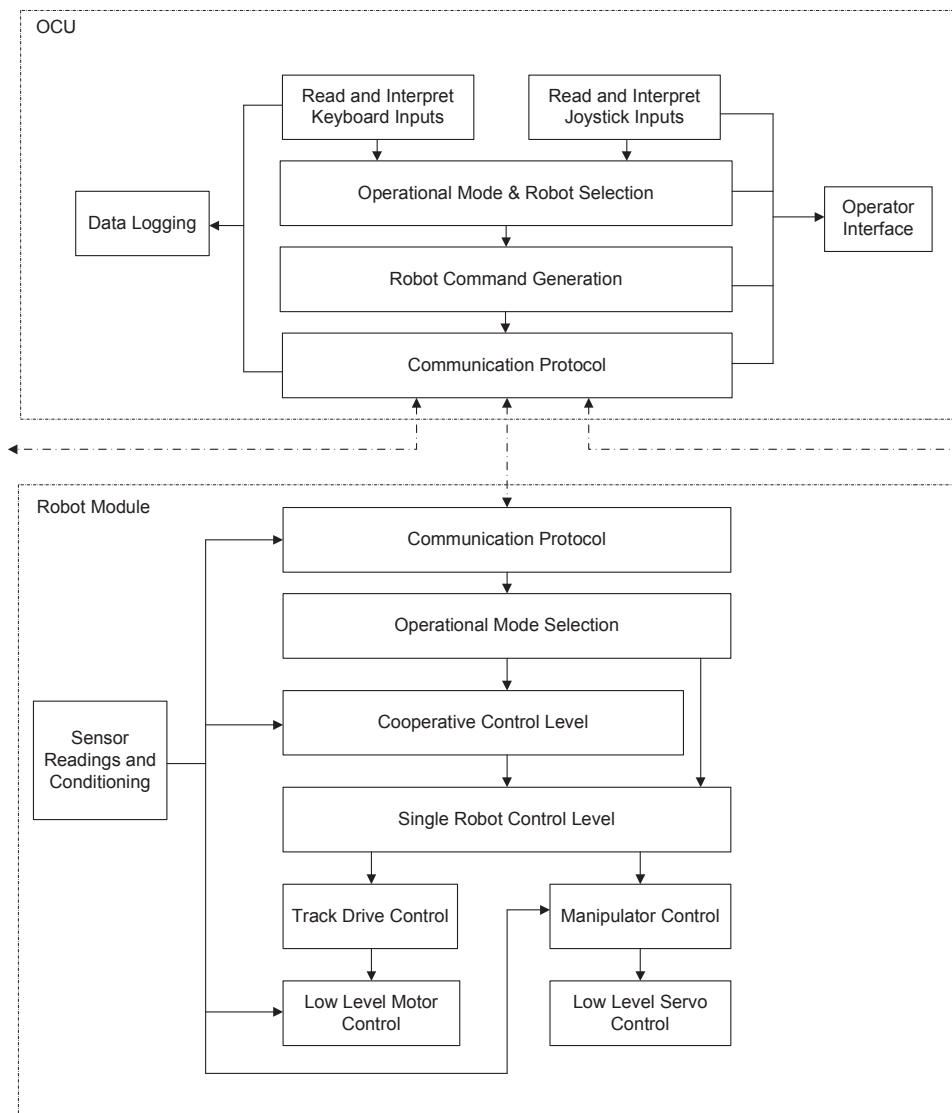 OCU
Read and Interpret
Keyboard Inputs
Read and Interpret
Joystick Inputs
Operational Mode & Robot Selection
Data Logging
Operator
Interface
Robot Command Generation
Communication Protocol
Robot Module
Communication Protocol
Operational Mode Selection
Cooperative Control Level
Sensor
Readings and
Conditioning
Single Robot Control Level
Track Drive Control
Manipulator Control
Low Level Motor
Control
Low Level Servo
Control